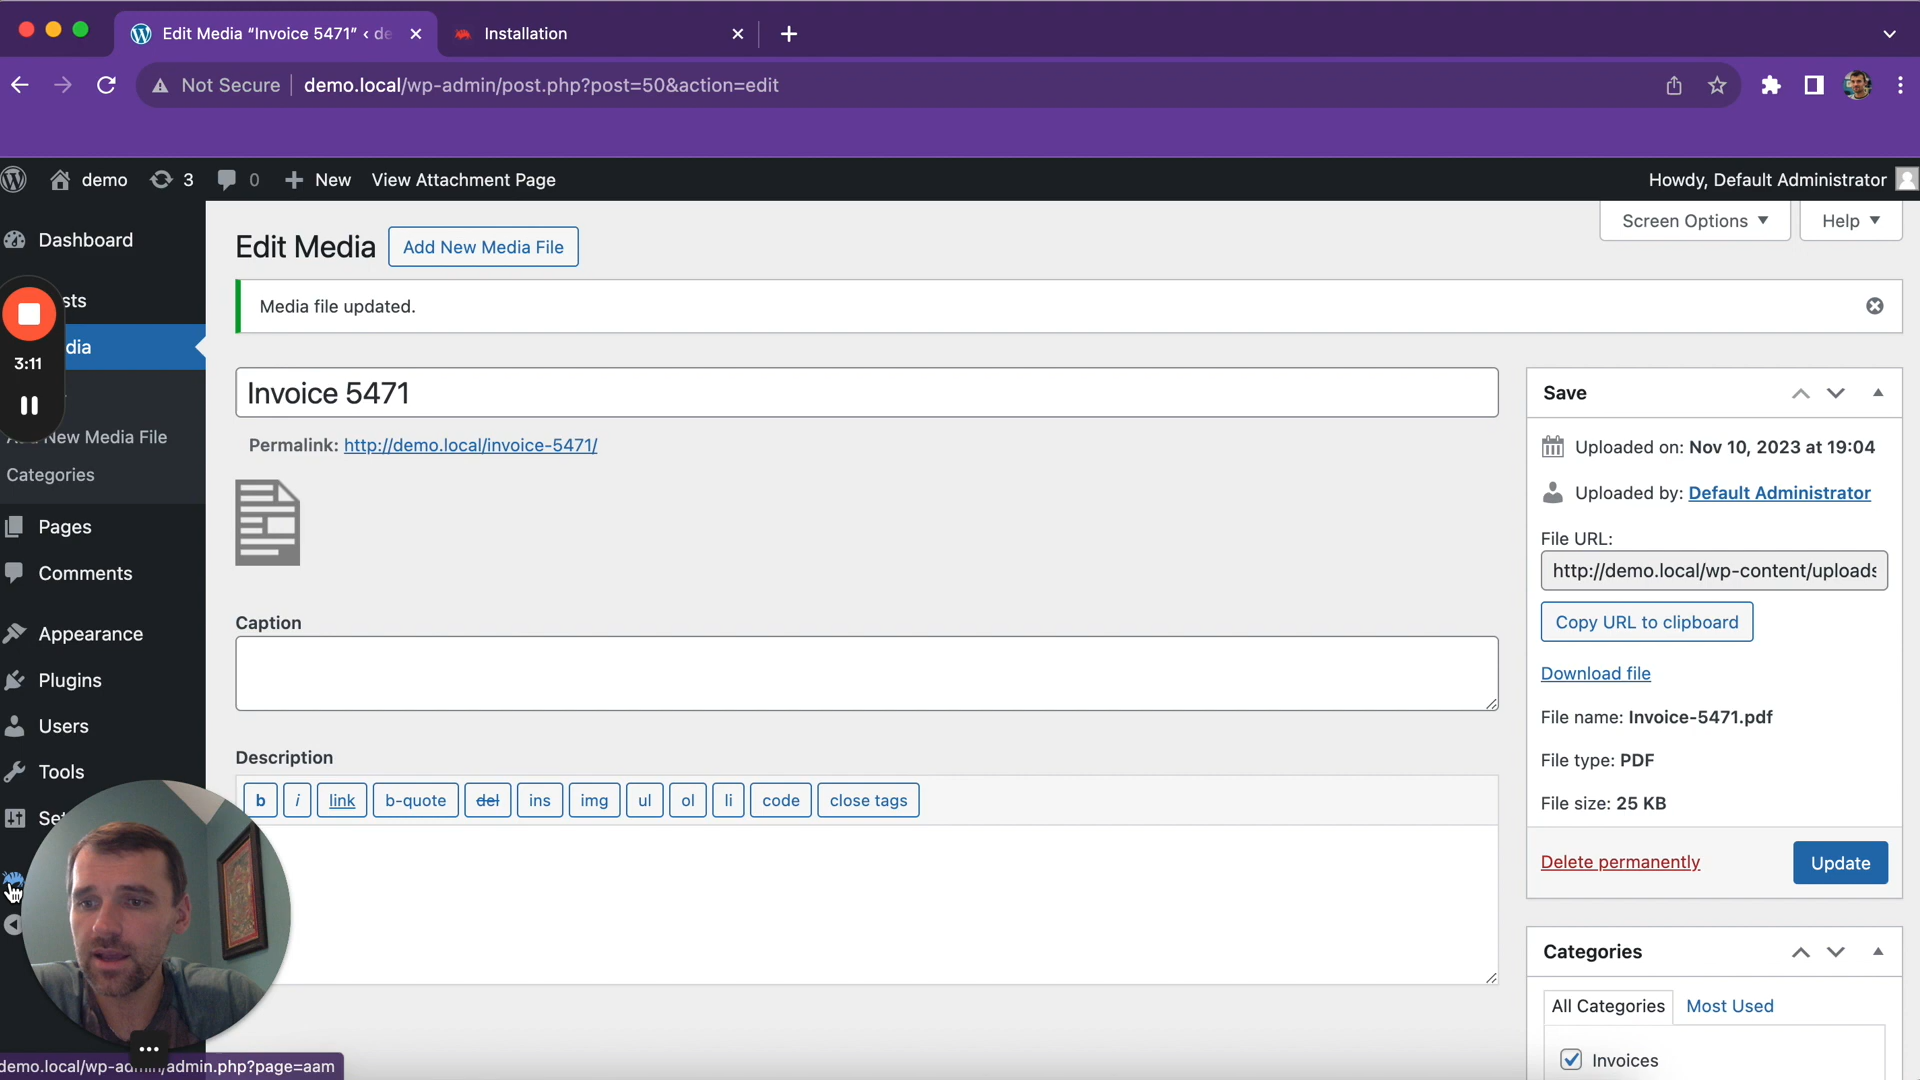 Edit Media “Invoice 5471” ‹ de
Installation
Not Secure
demo.local/wp-admin/post.php?post=50&action=edit
demo
3
0
New
View Attachment Page
Howdy, Default Administrator
Screen Options
Help
Dashboard
sts
dia
3:11
New Media File
Categories
Pages
Comments
Appearance
Plugins
Users
Tools
Set
Edit Media
Add New Media File
Media file updated.
Invoice 5471
Permalink: http://demo.local/invoice-5471/
Caption
Description
b
i
link
b-quote
del
ins
img
ul
ol
li
code
close tags
Save
Uploaded on: Nov 10, 2023 at 19:04
Uploaded by: Default Administrator
File URL:
http://demo.local/wp-content/uploads
Copy URL to clipboard
Download file
File name: Invoice-5471.pdf
File type: PDF
File size: 25 KB
Delete permanently
Update
Categories
All Categories
Most Used
Invoices
demo.local/wp-admin/admin.php?page=aam